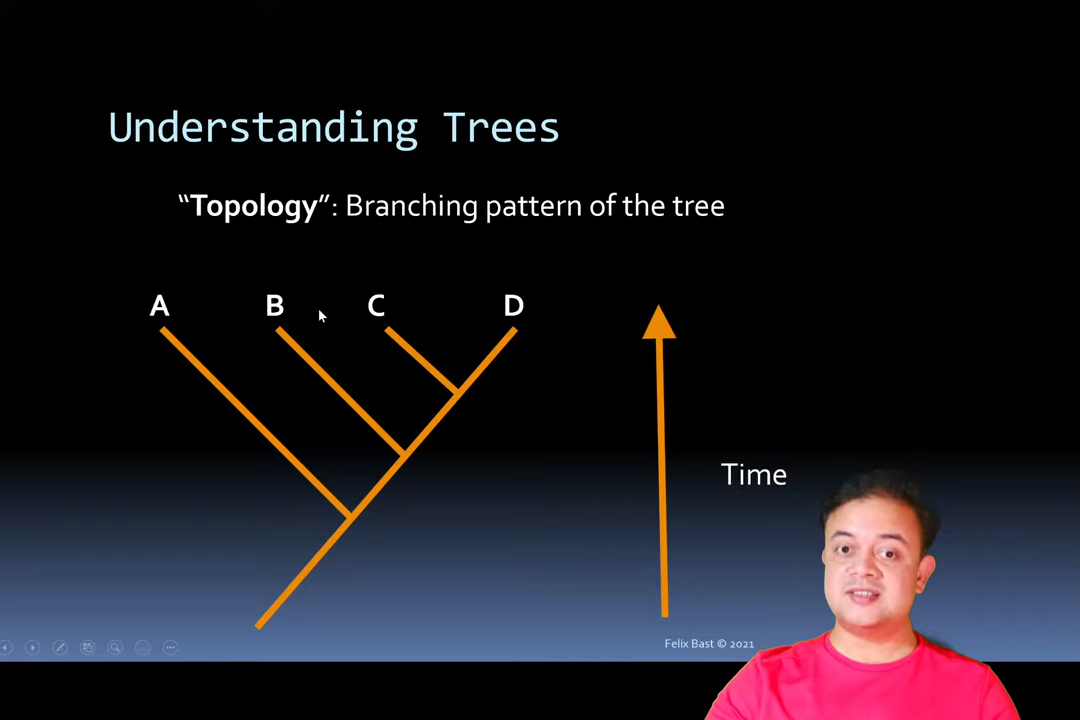 Understanding Trees
“Topology”: Branching pattern of the tree
A B C D
Time
Felix Bast © 2021